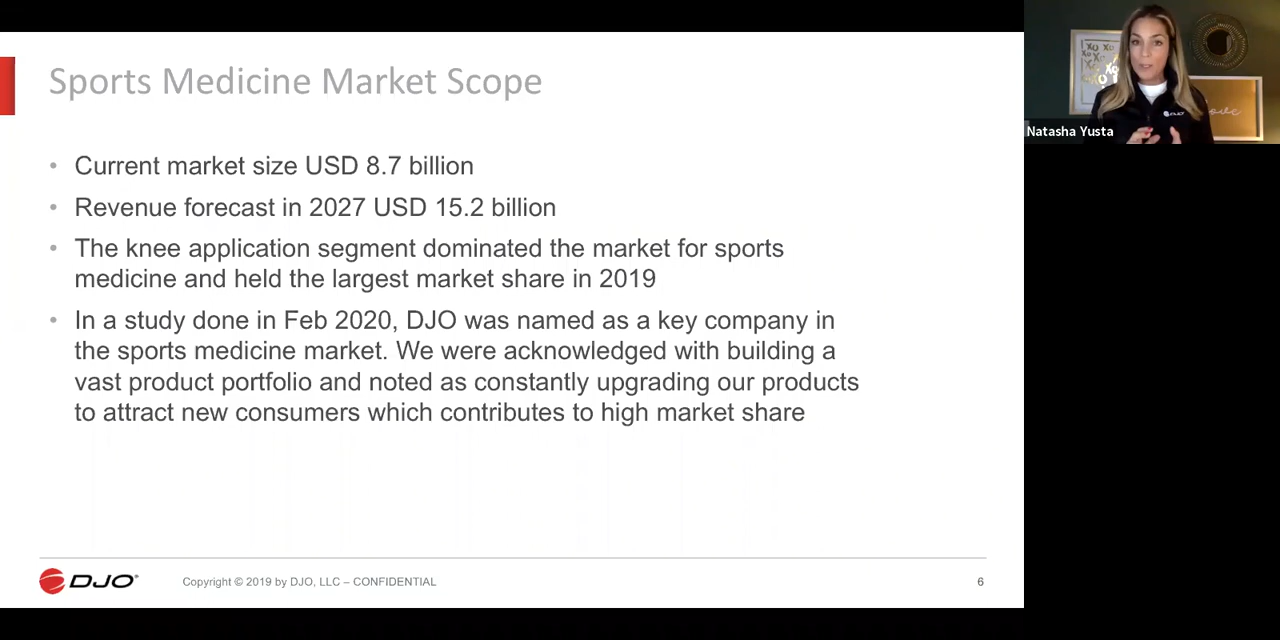 Sports Medicine Market Scope
• Current market size USD 8.7 billion
• Revenue forecast in 2027 USD 15.2 billion
• The knee application segment dominated the market for sports
medicine and held the largest market share in 2019
• In a study done in Feb 2020, DJO was named as a key company in
the sports medicine market. We were acknowledged with building a
vast product portfolio and noted as constantly upgrading our products
to attract new consumers which contributes to high market share
DJO®
Copyright © 2019 by DJO, LLC – CONFIDENTIAL
6
XO
XO
DJO
love
Natasha Yusta